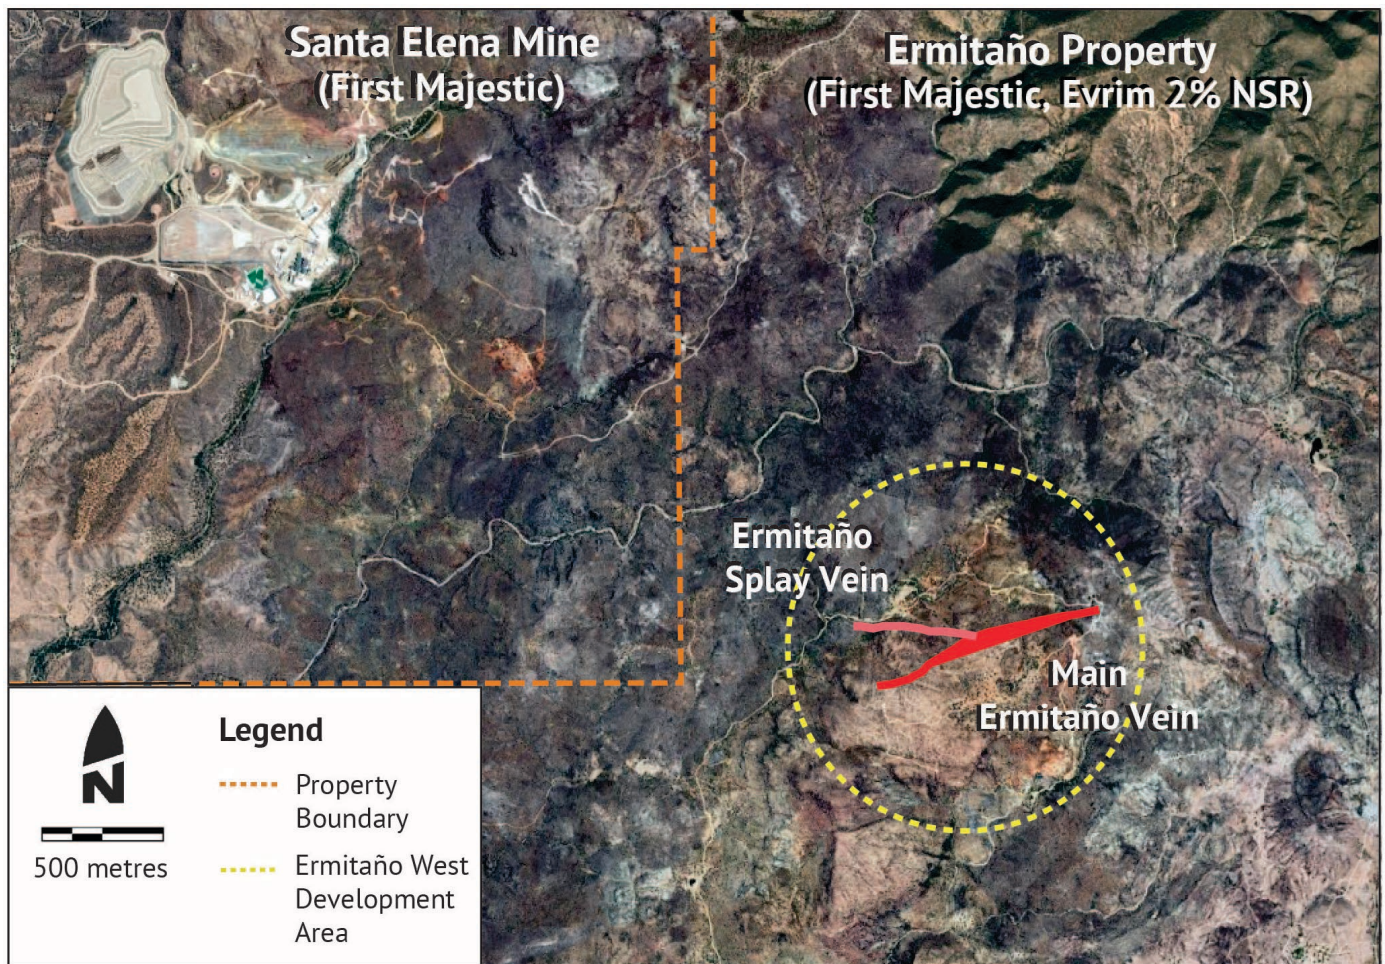 Santa Elena Mine
(First Majestic)
Ermitaño Property
(First Majestic, Evrim 2% NSR)
Ermitaño
Splay Vein
Main
Ermitaño Vein
N
500 metres
Legend
Property
Boundary
Ermitaño West
Development
Area